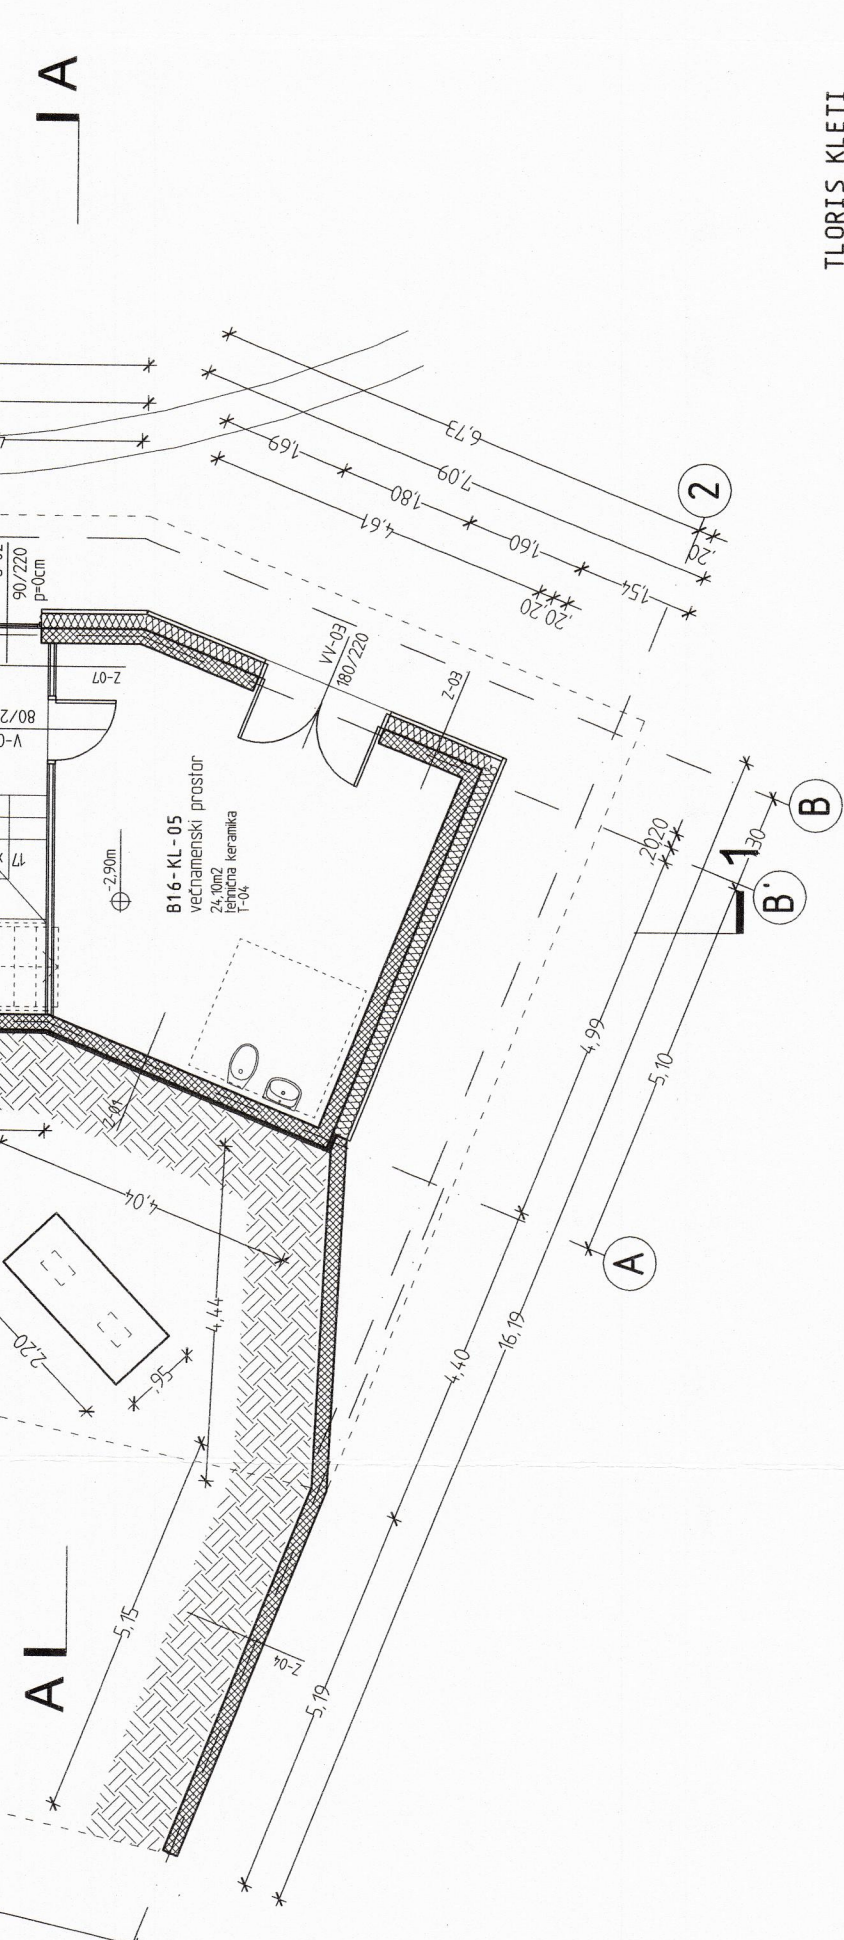 A
TLORIS KLETI
6,73
7,09
1,69
1,80
1,60
1,54
4,61
,20
,20
,20
2
90/220
p=0cm
VV-03
180/220
Z-03
Z-07
17
-2,90m
B16-KL-05
večnamenski prostor
24,10m2
tehnična keramika
T-04
B
B'
1
,30
,20
20
4,99
5,10
Z-01
4,04
4,44
A
2,20
,95
4,40
16,19
5,15
Z-04
5,19
A